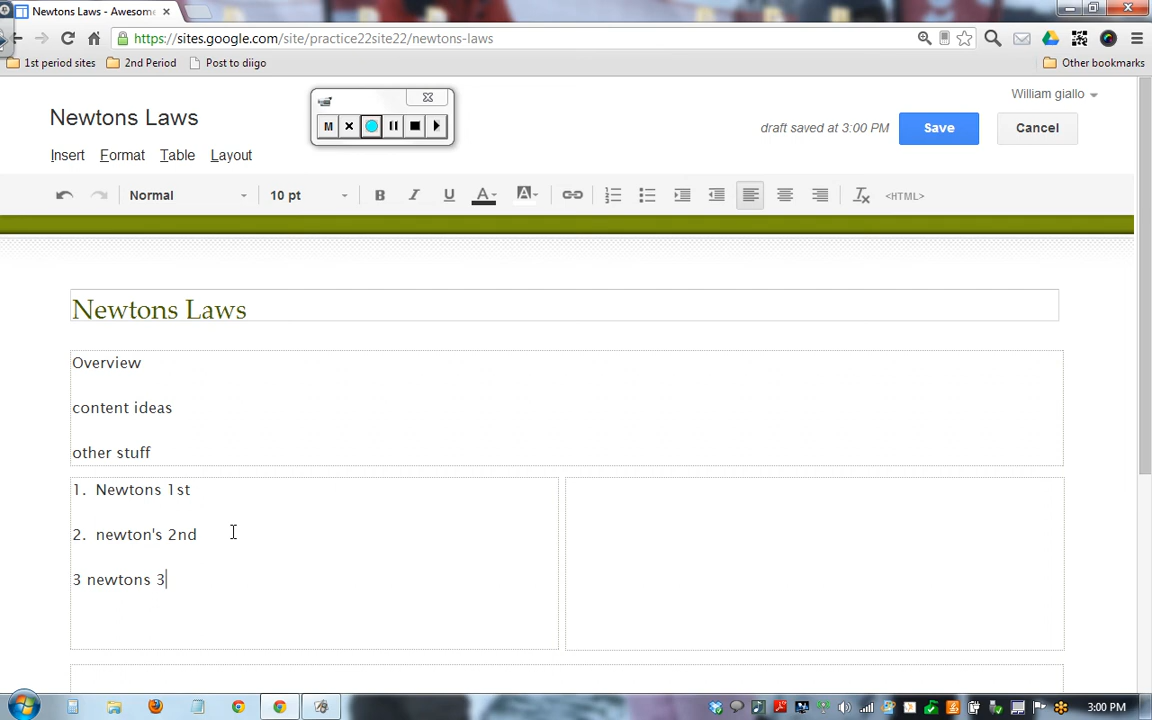 Newtons Laws - Awesome
https://sites.google.com/site/practice22site22/newtons-laws
1st period sites 2nd Period Post to diigo Other bookmarks
William giallo
Newtons Laws
M
draft saved at 3:00 PM Save Cancel
Insert Format Table Layout
Normal 10 pt B I U A A <HTML>
Newtons Laws
Overview
content ideas
other stuff
1. Newtons 1st
2. newton's 2nd
3 newtons 3
3:00 PM